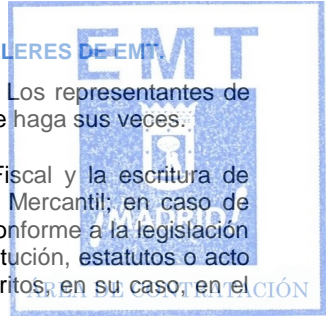 LERES DE EMT.
EMT
Los representantes de
e haga sus veces.
Fiscal y la escritura de
Mercantil; en caso de
onforme a la legislación
¡MADRID!
tución, estatutos o acto
ritos, en su caso, en el
ÁREA DE CONTRATACIÓN